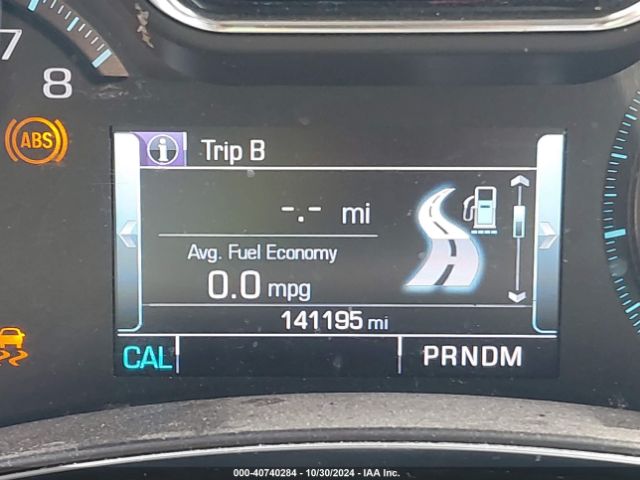 7
8
ABS
i Trip B
-.- mi
Avg. Fuel Economy
0.0 mpg
141195 mi
CAL PRNDM
000-40740284 - 10/30/2024 - IAA Inc.